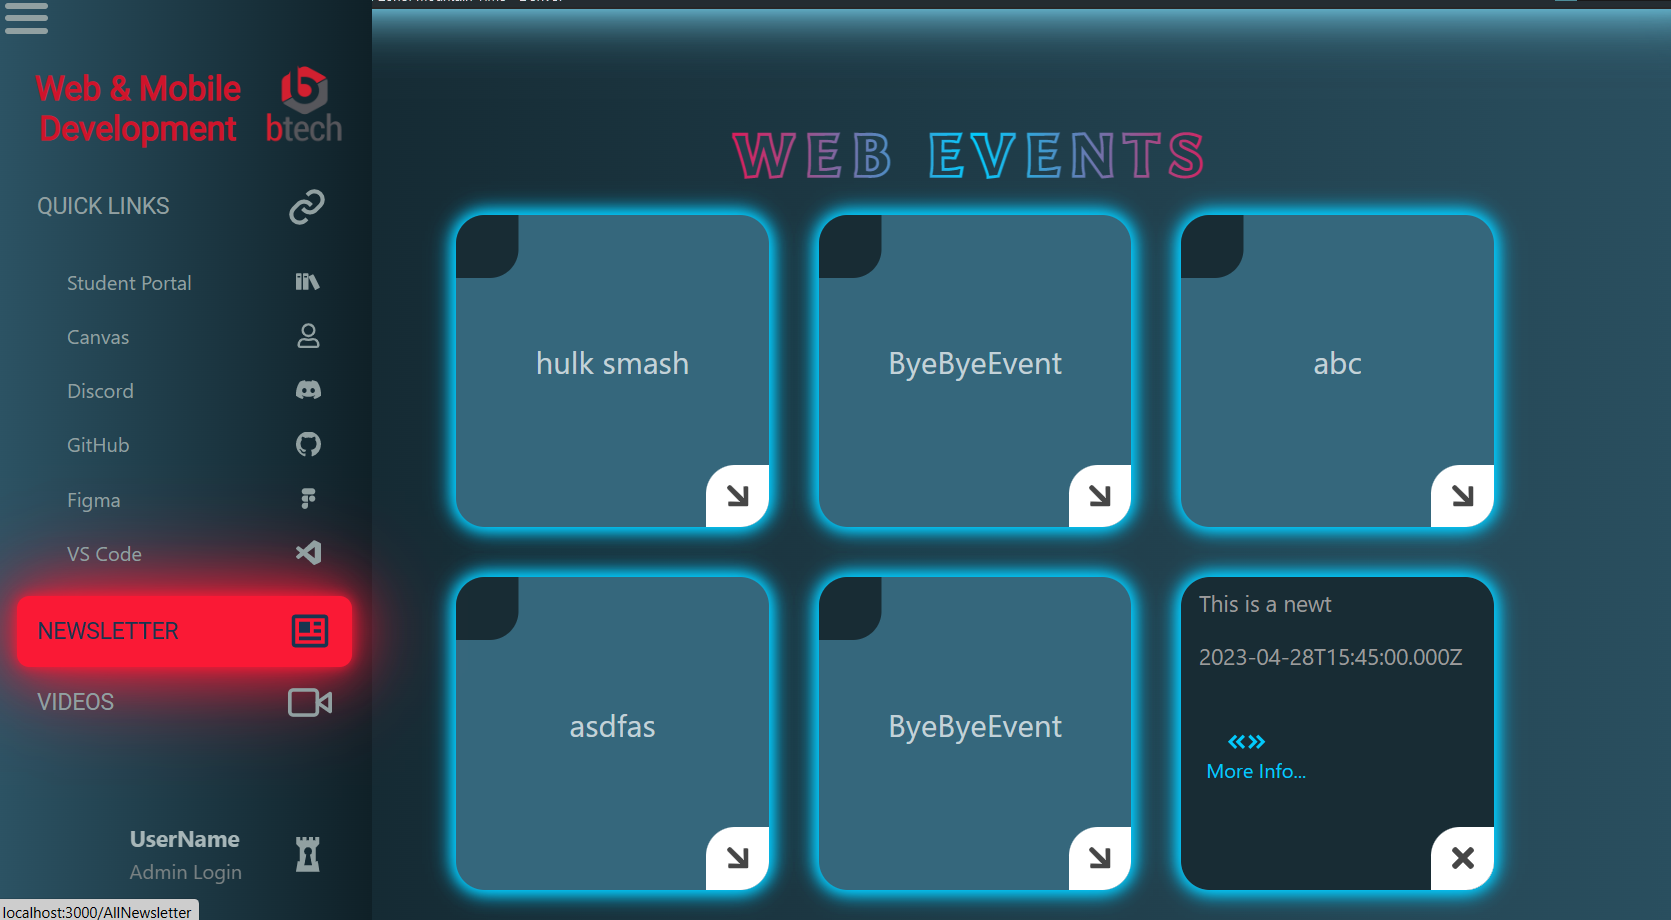 Web & Mobile
Development
btech
QUICK LINKS
Student Portal
Canvas
Discord
GitHub
Figma
VS Code
NEWSLETTER
VIDEOS
UserName
Admin Login
localhost:3000/AllNewsletter
WEB EVENTS
hulk smash
ByeByeEvent
abc
asdfas
ByeByeEvent
This is a newt
2023-04-28T15:45:00.000Z
More Info...